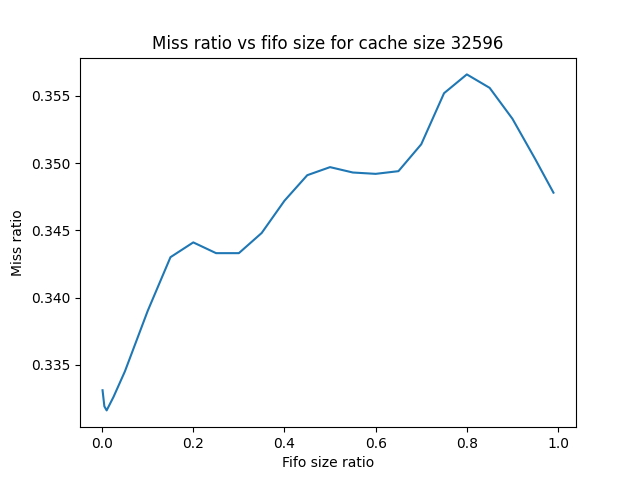 Miss ratio vs fifo size for cache size 32596
0.355
0.350
0.345
0.340
0.335
Miss ratio
0.0 0.2 0.4 0.6 0.8 1.0
Fifo size ratio